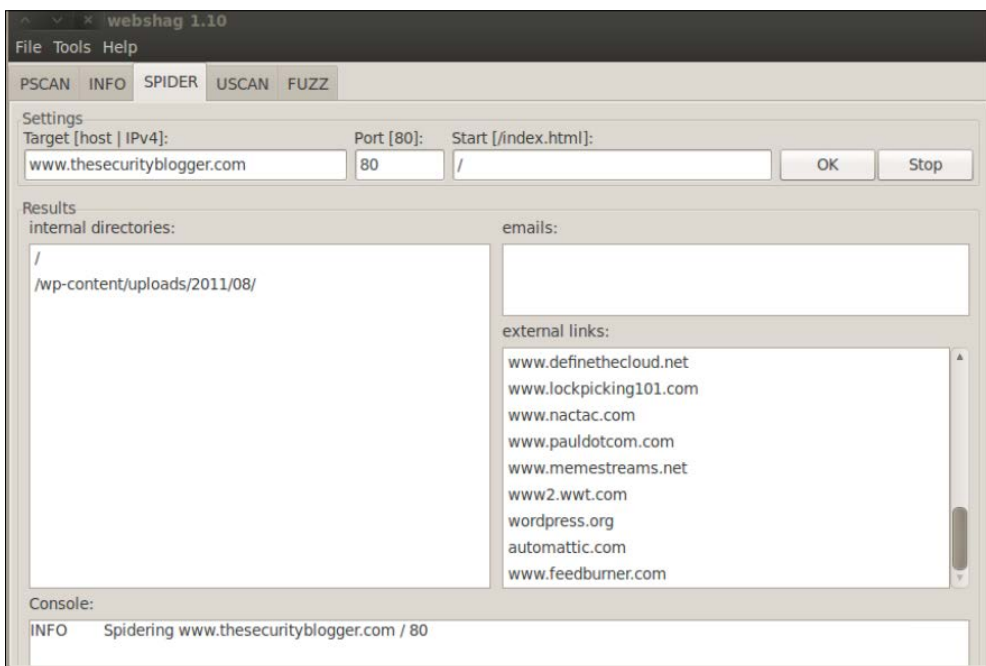 webshag 1.10
File Tools Help
PSCAN INFO SPIDER USCAN FUZZ
Settings
Target [host | IPv4]: Port [80]: Start [/index.html]:
www.thesecurityblogger.com 80 / OK Stop
Results
internal directories:
/
/wp-content/uploads/2011/08/
emails:
external links:
www.definethecloud.net
www.lockpicking101.com
www.nactac.com
www.pauldotcom.com
www.memestreams.net
www2.wwt.com
wordpress.org
automattic.com
www.feedburner.com
Console:
INFO Spidering www.thesecurityblogger.com / 80